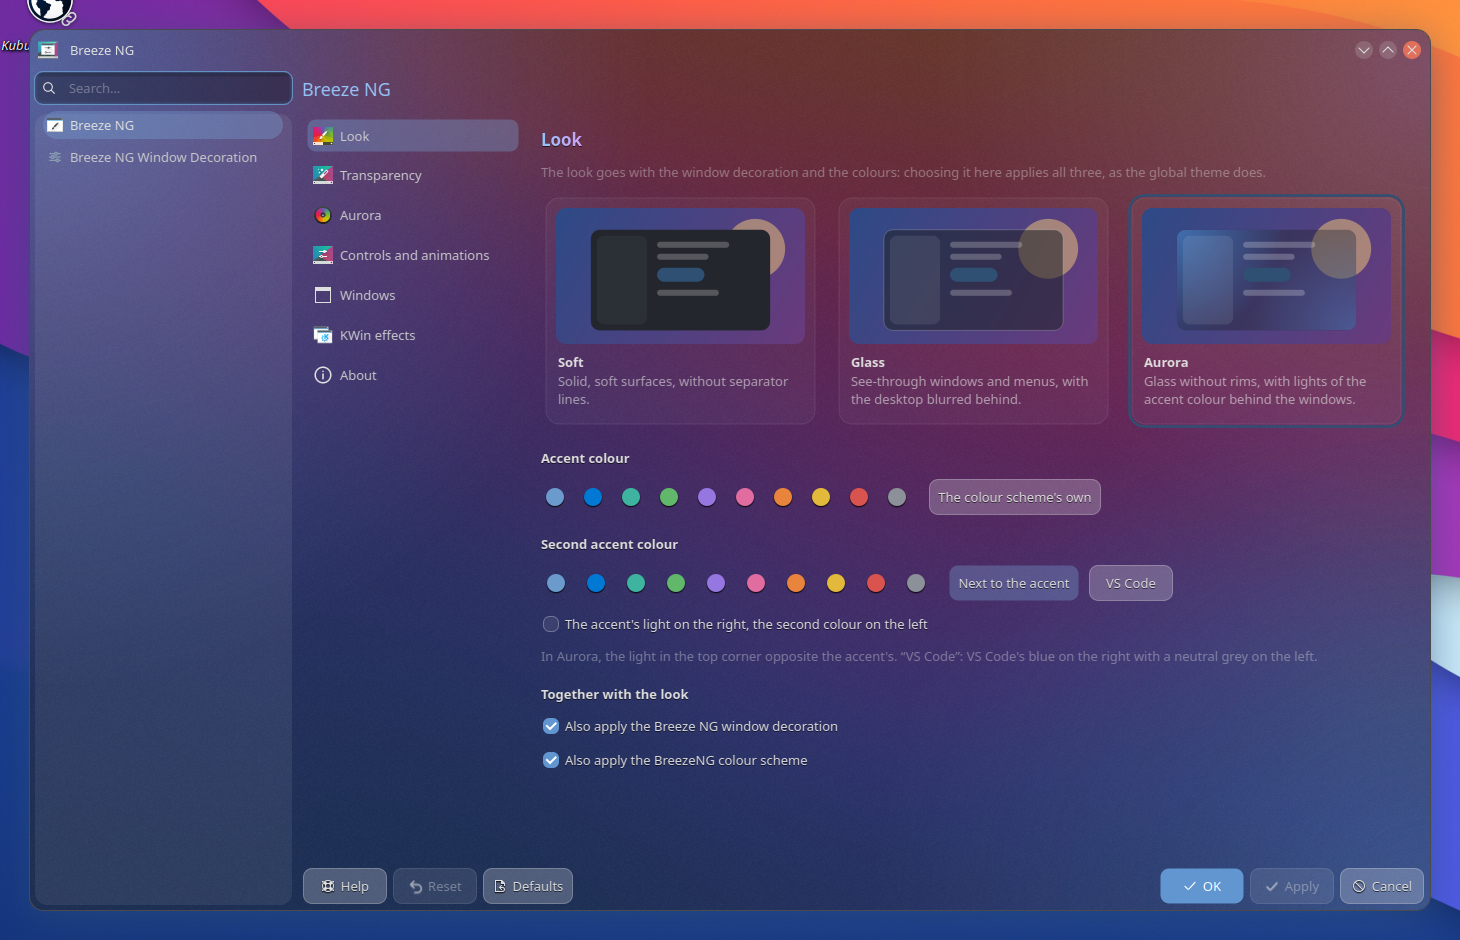 Kubu
Breeze NG
Search...
Breeze NG
Breeze NG Window Decoration
Breeze NG
Look
Transparency
Aurora
Controls and animations
Windows
KWin effects
About
Look
The look goes with the window decoration and the colours: choosing it here applies all three, as the global theme does.
Soft
Solid, soft surfaces, without separator
lines.
Glass
See-through windows and menus, with
the desktop blurred behind.
Aurora
Glass without rims, with lights of the
accent colour behind the windows.
Accent colour
The colour scheme's own
Second accent colour
Next to the accent
VS Code
The accent's light on the right, the second colour on the left
In Aurora, the light in the top corner opposite the accent's. “VS Code”: VS Code's blue on the right with a neutral grey on the left.
Together with the look
Also apply the Breeze NG window decoration
Also apply the BreezeNG colour scheme
Help
Reset
Defaults
OK
Apply
Cancel